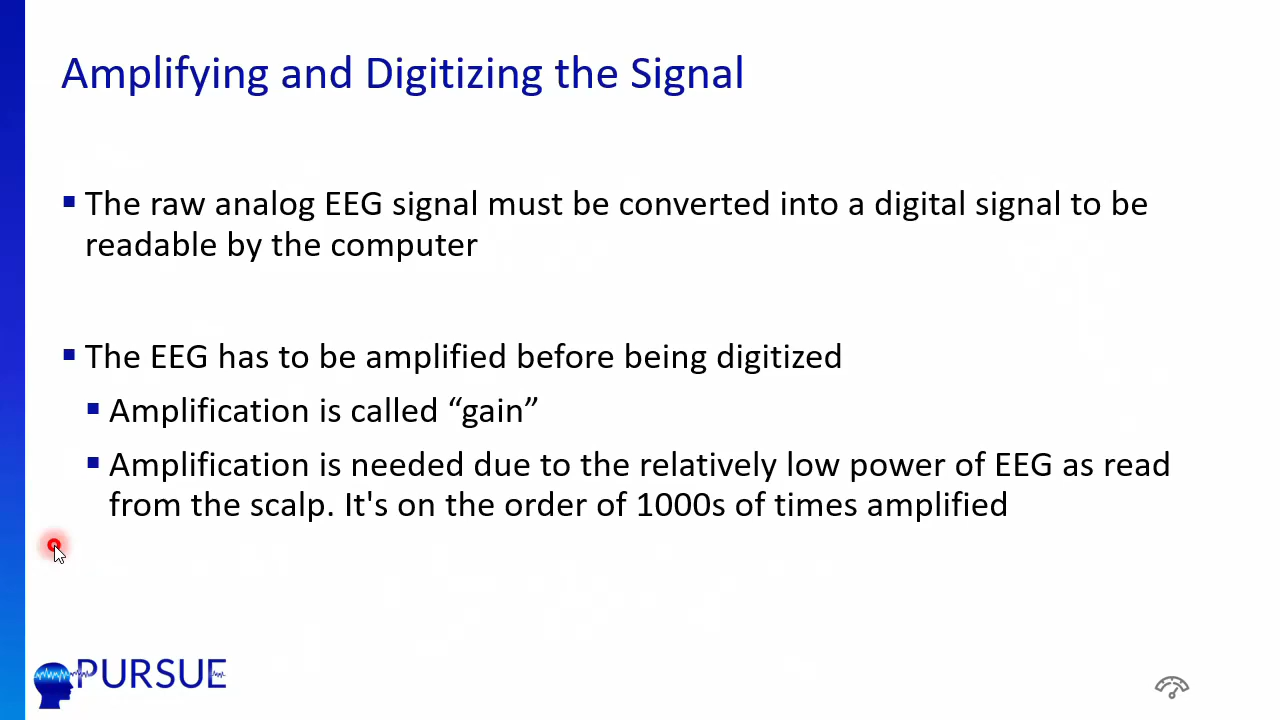 Amplifying and Digitizing the Signal
▪ The raw analog EEG signal must be converted into a digital signal to be
readable by the computer
▪ The EEG has to be amplified before being digitized
▪ Amplification is called “gain”
▪ Amplification is needed due to the relatively low power of EEG as read
from the scalp. It's on the order of 1000s of times amplified
PURSUE